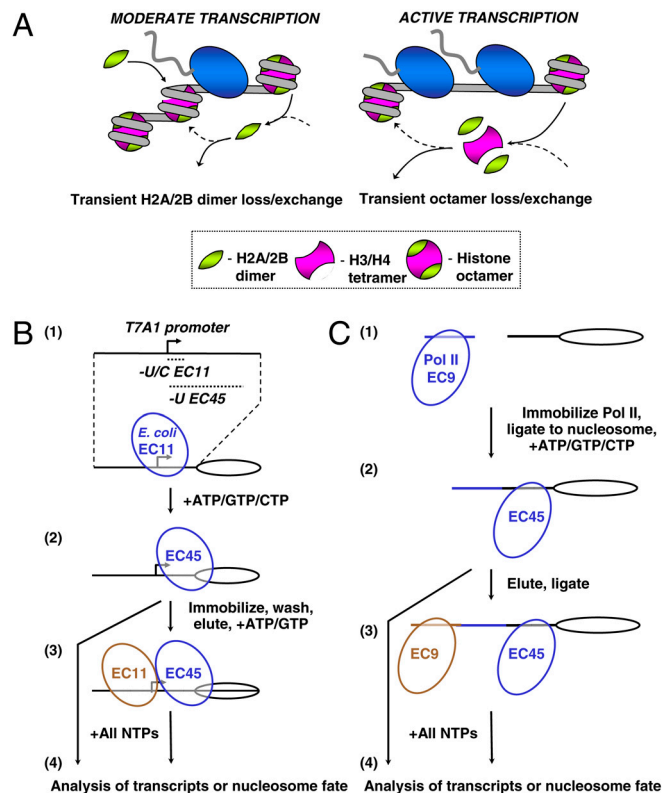 A
MODERATE TRANSCRIPTION
ACTIVE TRANSCRIPTION
Transient H2A/2B dimer loss/exchange
Transient octamer loss/exchange
- H2A/2B
dimer
- H3/H4
tetramer
- Histone
octamer
B
(1)
T7A1 promoter
-U/C EC11
-U EC45
E. coli
EC11
+ATP/GTP/CTP
(2)
EC45
Immobilize, wash,
elute, +ATP/GTP
(3)
EC11
EC45
+All NTPs
(4)
Analysis of transcripts or nucleosome fate
C
(1)
Pol II
EC9
Immobilize Pol II,
ligate to nucleosome,
+ATP/GTP/CTP
(2)
EC45
Elute, ligate
(3)
EC9
EC45
+All NTPs
(4)
Analysis of transcripts or nucleosome fate